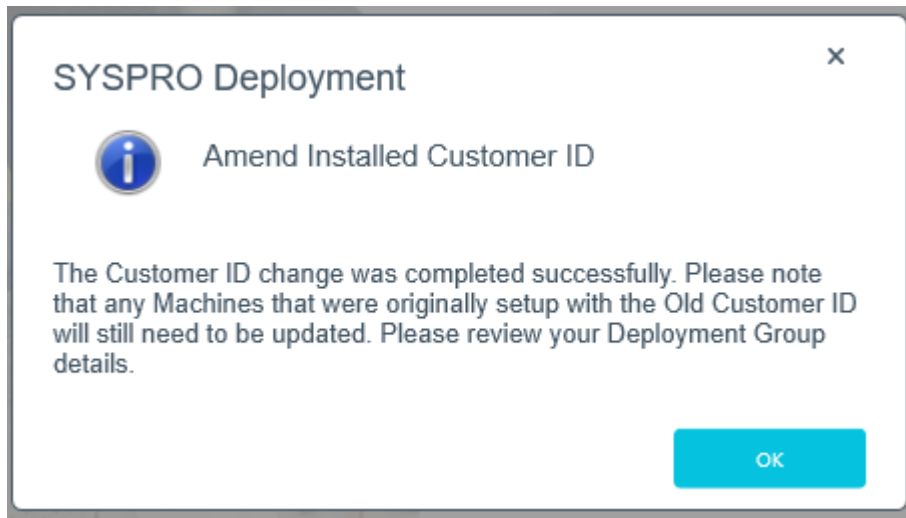 SYSPRO Deployment
Amend Installed Customer ID
The Customer ID change was completed successfully. Please note
that any Machines that were originally setup with the Old Customer ID
will still need to be updated. Please review your Deployment Group
details.
OK